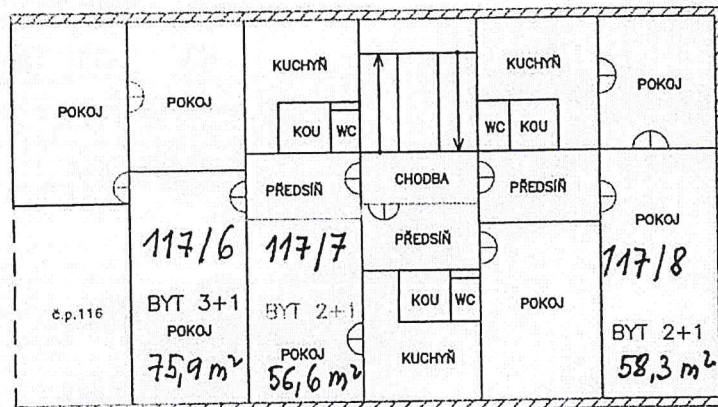 KUCHYŇ
KUCHYŇ
POKOJ
POKOJ
POKOJ
KOU
WC
WC
KOU
PŘEDSÍŇ
CHODBA
PŘEDSÍŇ
POKOJ
117/6
117/7
PŘEDSÍŇ
117/8
č.p.116
BYT 3+1
BYT 2+1
KOU
WC
POKOJ
BYT 2+1
POKOJ
POKOJ
KUCHYŇ
75,9 m²
56,6 m²
58,3 m²